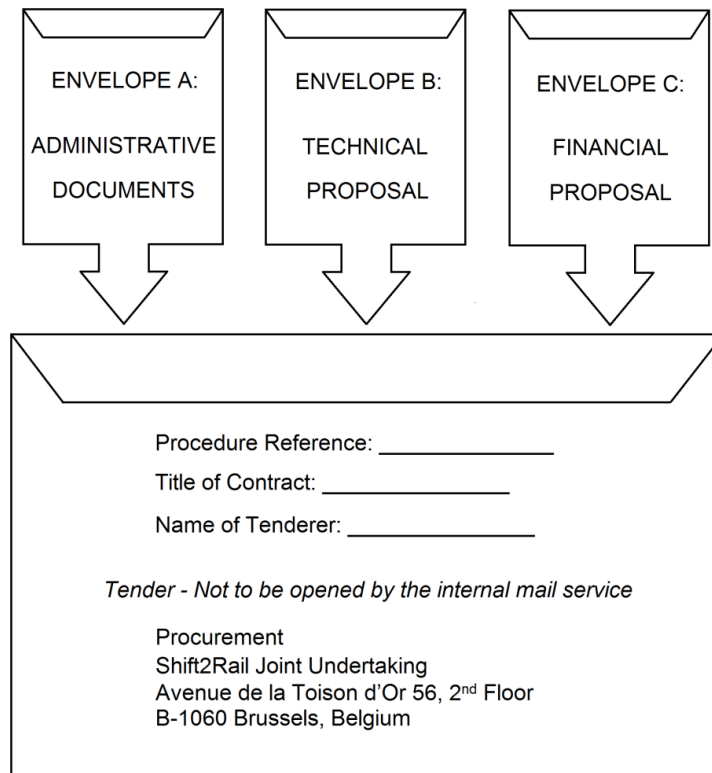 ENVELOPE A:
ADMINISTRATIVE
DOCUMENTS
ENVELOPE B:
TECHNICAL
PROPOSAL
ENVELOPE C:
FINANCIAL
PROPOSAL
Procedure Reference: _______________
Title of Contract: ________________
Name of Tenderer: ________________
Tender - Not to be opened by the internal mail service
Procurement
Shift2Rail Joint Undertaking
Avenue de la Toison d’Or 56, 2nd Floor
B-1060 Brussels, Belgium